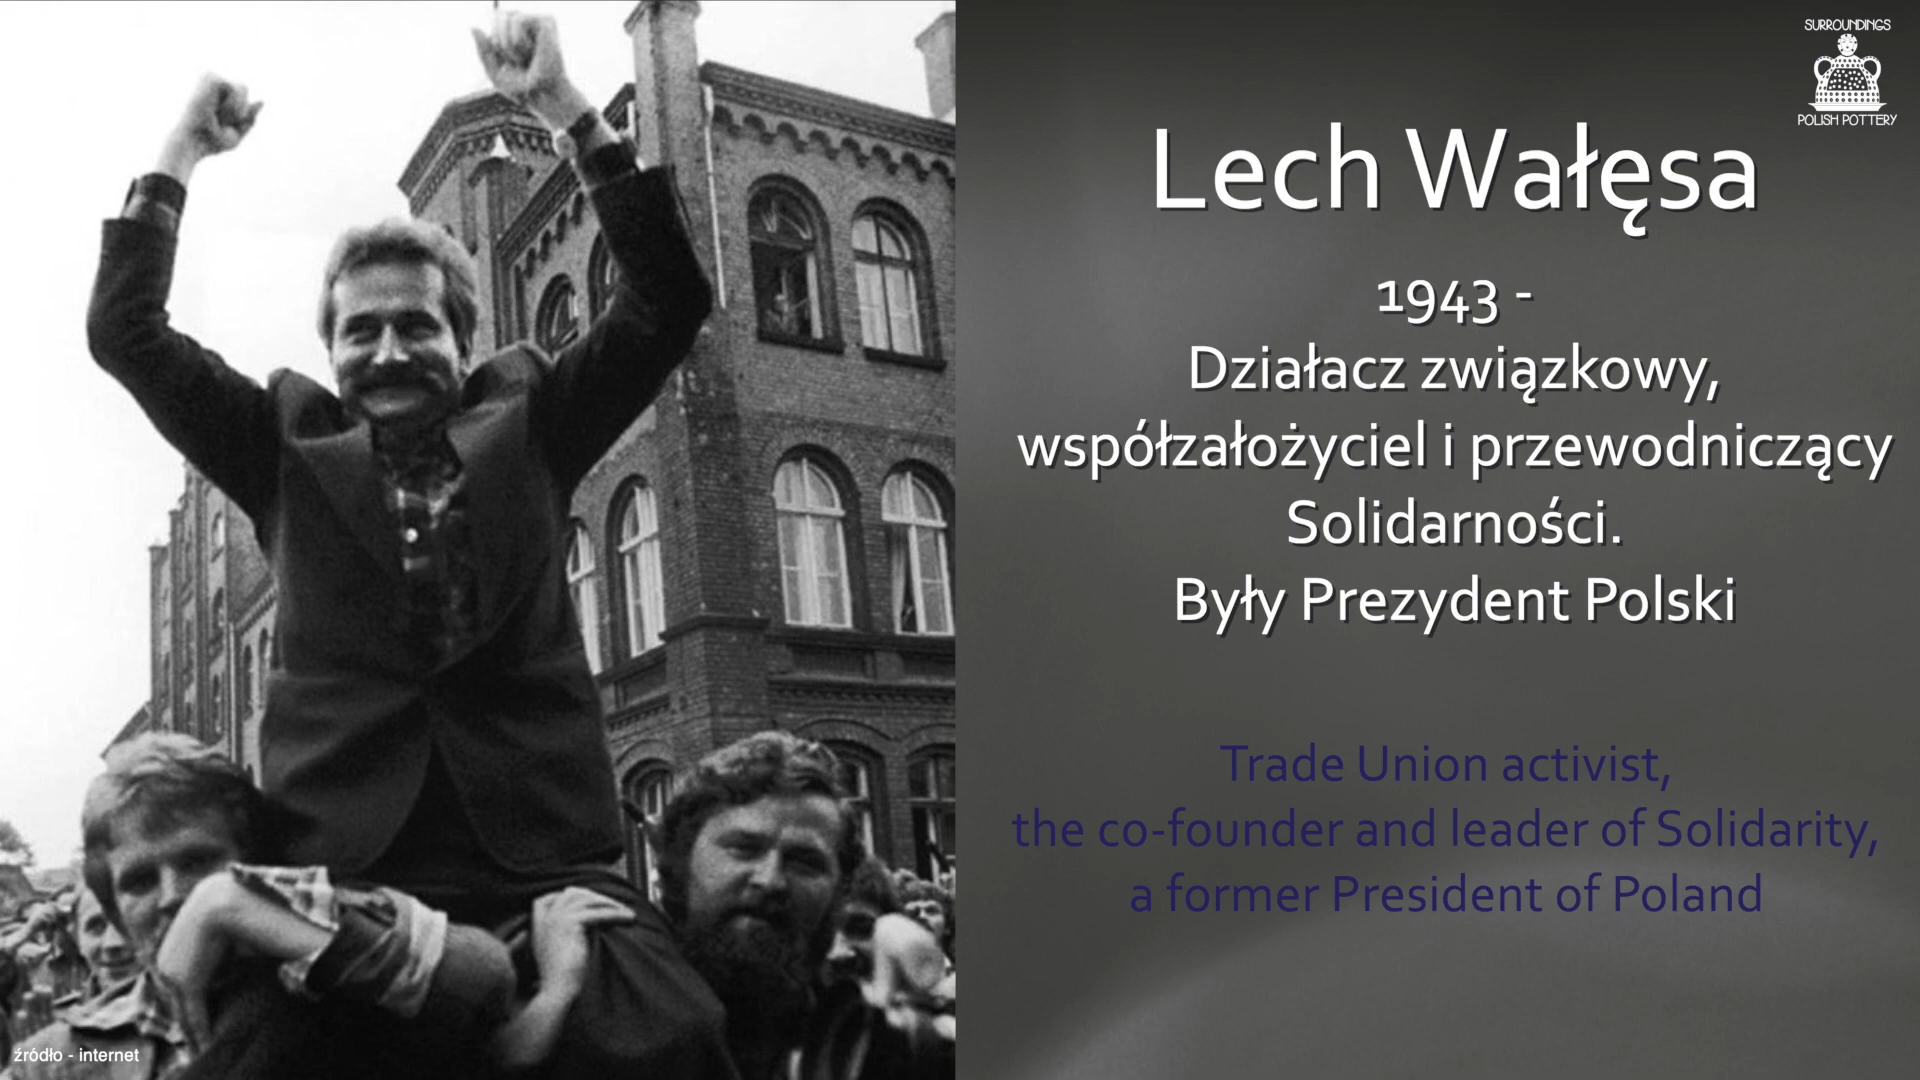 SURROUNDINGS
POLISH POTTERY
Lech Wałęsa
1943 -
Działacz związkowy,
współzałożyciel i przewodniczący
Solidarności.
Były Prezydent Polski
Trade Union activist,
the co-founder and leader of Solidarity,
a former President of Poland
źródło - internet